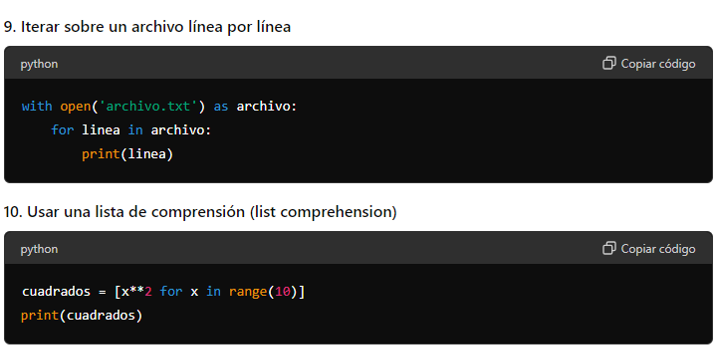 9. Iterar sobre un archivo línea por línea
python Copiar código
with open('archivo.txt') as archivo:
    for linea in archivo:
        print(linea)
10. Usar una lista de comprensión (list comprehension)
python Copiar código
cuadrados = [x**2 for x in range(10)]
print(cuadrados)